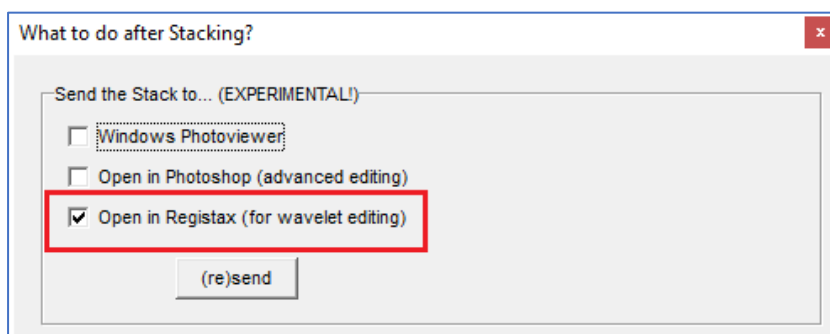 What to do after Stacking?
x
Send the Stack to... (EXPERIMENTAL!)
Windows Photoviewer
Open in Photoshop (advanced editing)
Open in Registax (for wavelet editing)
(re)send